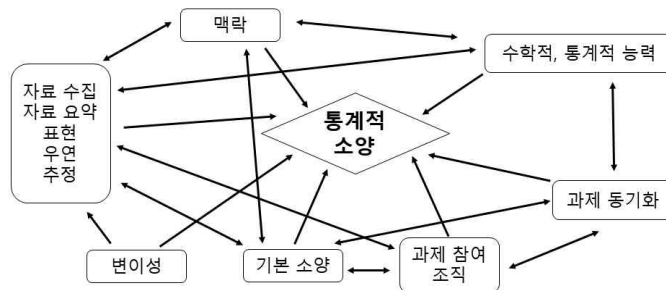 맥락
수학적, 통계적 능력
자료 수집
자료 요약
표현
우연
추정
통계적
소양
과제 동기화
변이성
기본 소양
과제 참여
조직